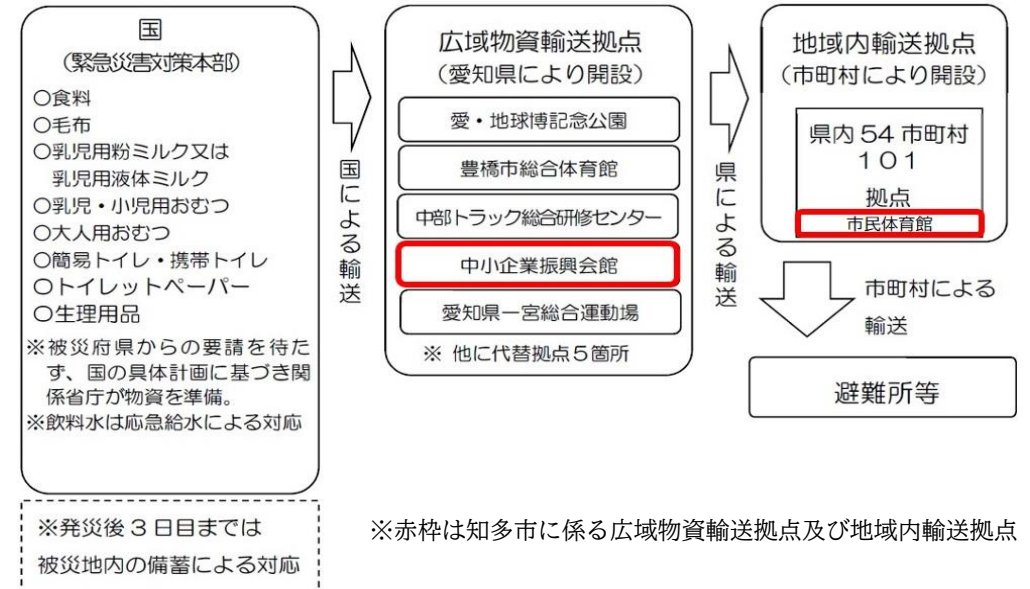 国
（緊急災害対策本部）
○食料
○毛布
○乳児用粉ミルク又は
乳児用液体ミルク
○乳児・小児用おむつ
○大人用おむつ
○簡易トイレ・携帯トイレ
○トイレットペーパー
○生理用品
※被災府県からの要請を待た
ず、国の具体計画に基づき関
係省庁が物資を準備。
※飲料水は応急給水による対応
※発災後3日目までは
被災地内の備蓄による対応
国による輸送
広域物資輸送拠点
（愛知県により開設）
愛・地球博記念公園
豊橋市総合体育館
中部トラック総合研修センター
中小企業振興会館
愛知県一宮総合運動場
※ 他に代替拠点5箇所
県による輸送
地域内輸送拠点
（市町村により開設）
県内54市町村
101
拠点
市民体育館
市町村による
輸送
避難所等
※赤枠は知多市に係る広域物資輸送拠点及び地域内輸送拠点